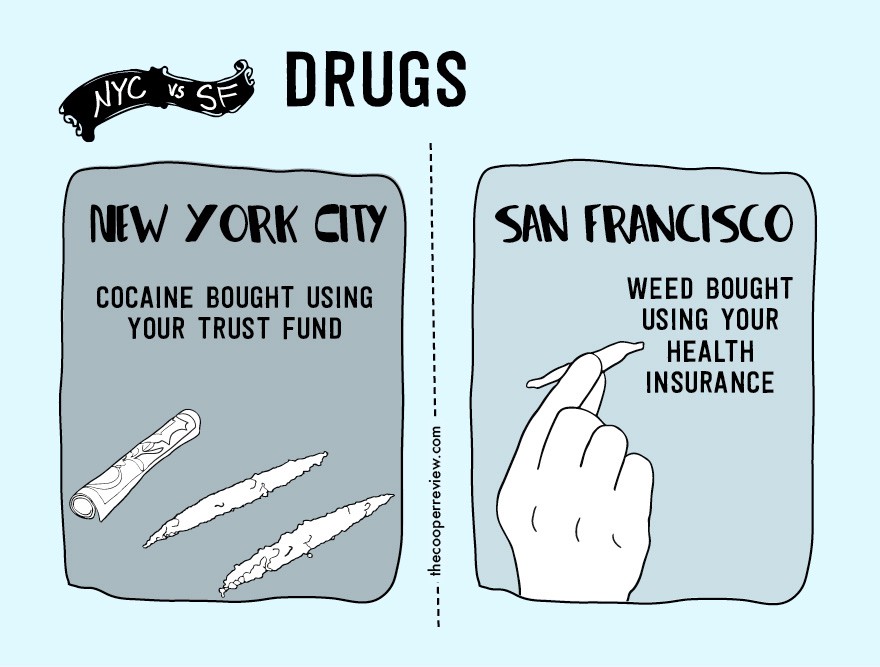 NYC vs SF
DRUGS
NEW YORK CITY
COCAINE BOUGHT USING
YOUR TRUST FUND
SAN FRANCISCO
WEED BOUGHT
USING YOUR
HEALTH
INSURANCE
thecooperreview.com